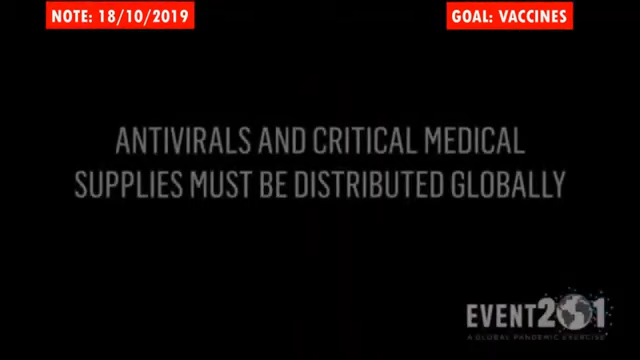 NOTE: 18/10/2019
GOAL: VACCINES
ANTIVIRALS AND CRITICAL MEDICAL
SUPPLIES MUST BE DISTRIBUTED GLOBALLY
EVENT201
A GLOBAL PANDEMIC EXERCISE